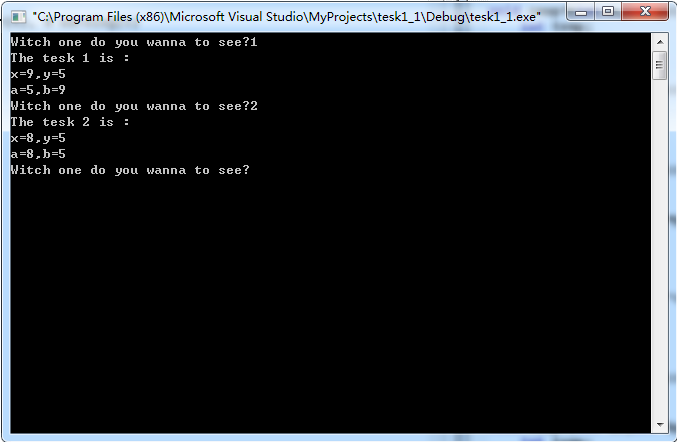 "C:\Program Files (x86)\Microsoft Visual Studio\MyProjects\tesk1_1\Debug\tesk1_1.exe"
Witch one do you wanna to see?1
The tesk 1 is :
x=9,y=5
a=5,b=9
Witch one do you wanna to see?2
The tesk 2 is :
x=8,y=5
a=8,b=5
Witch one do you wanna to see?